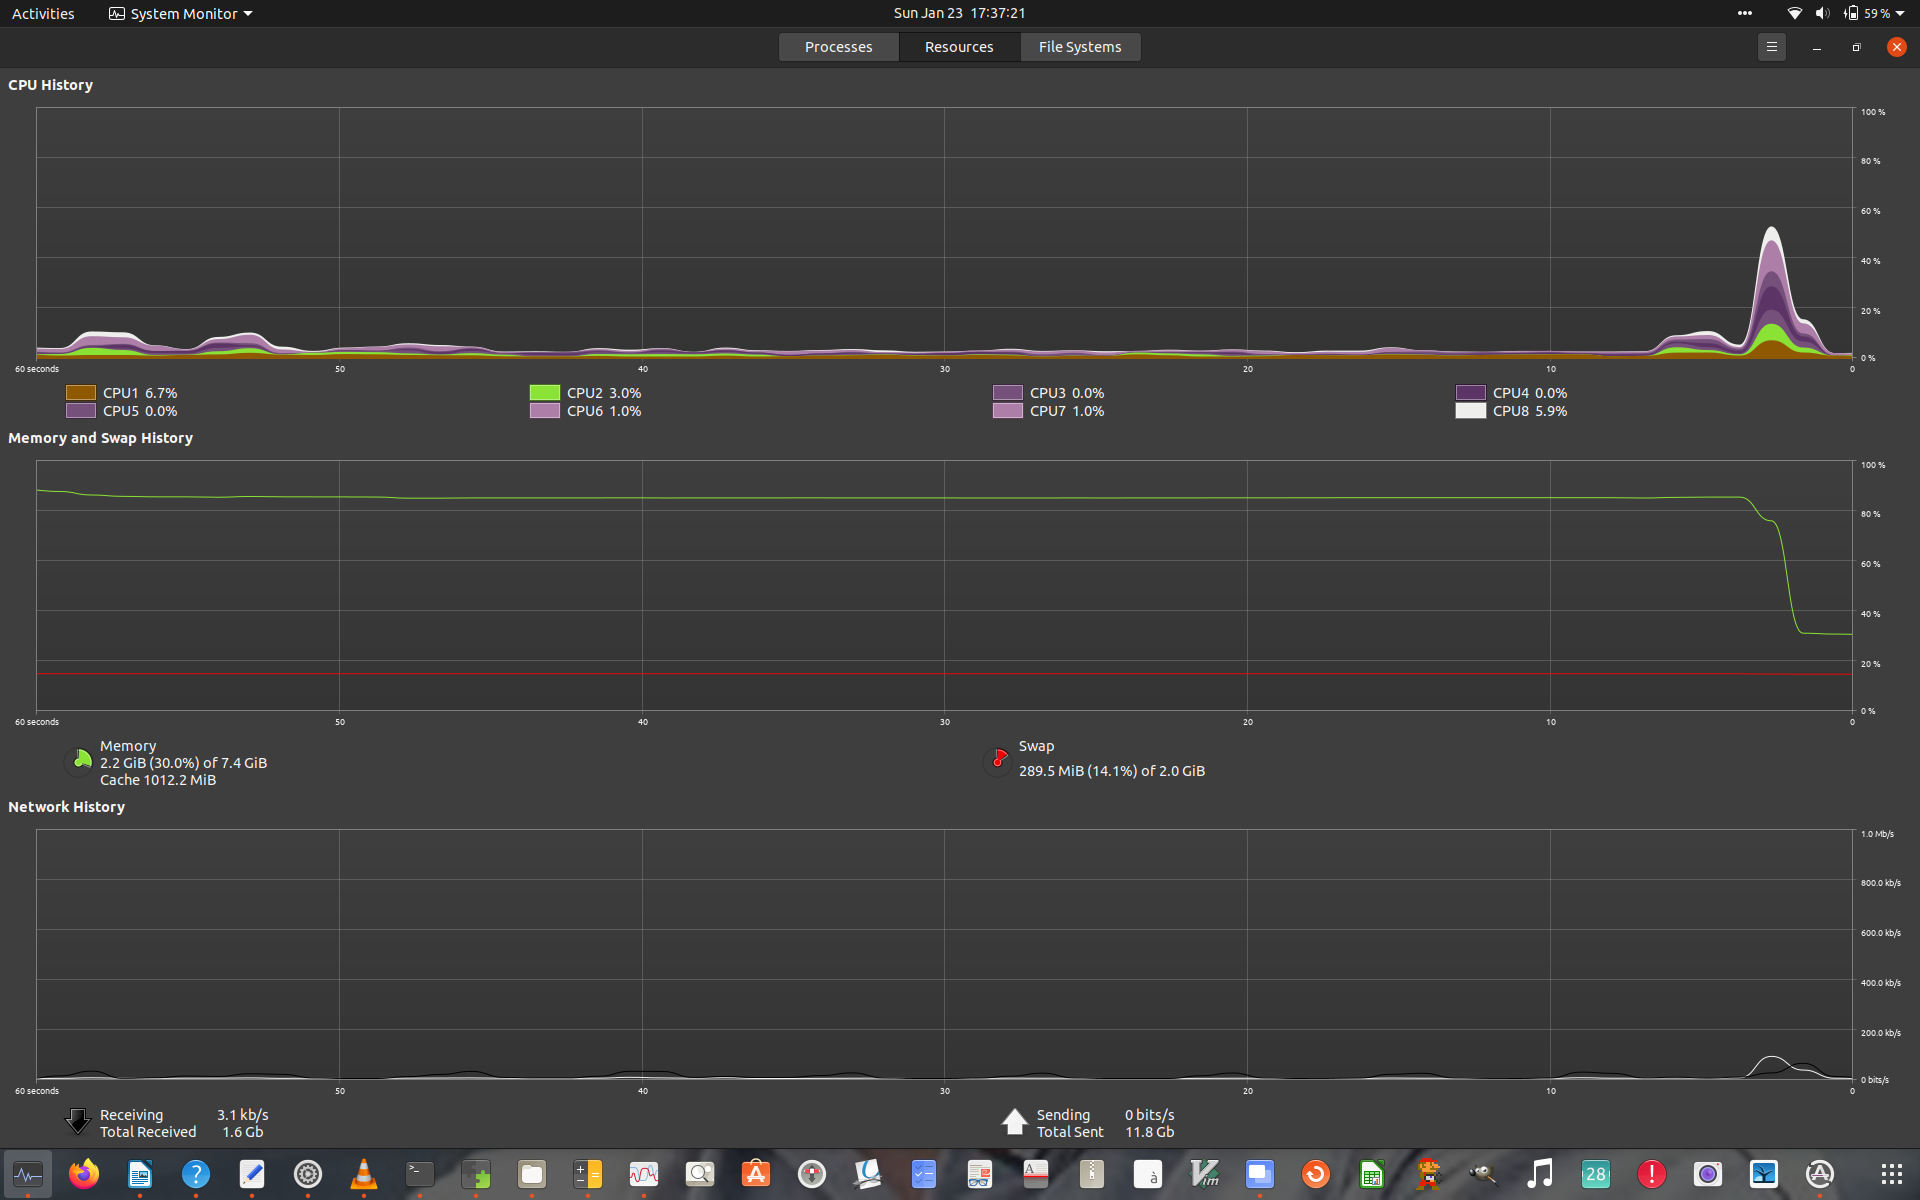 Activities System Monitor Sun Jan 23 17:37:21 59 %
Processes Resources File Systems
CPU History
100 %
80 %
60 %
40 %
20 %
0 %
60 seconds 50 40 30 20 10 0
CPU1 6.7% CPU2 3.0% CPU3 0.0% CPU4 0.0%
CPU5 0.0% CPU6 1.0% CPU7 1.0% CPU8 5.9%
Memory and Swap History
100 %
80 %
60 %
40 %
20 %
0 %
60 seconds 50 40 30 20 10 0
Memory Swap
2.2 GiB (30.0%) of 7.4 GiB 289.5 MiB (14.1%) of 2.0 GiB
Cache 1012.2 MiB
Network History
1.0 Mb/s
800.0 kb/s
600.0 kb/s
400.0 kb/s
200.0 kb/s
0 bits/s
60 seconds 50 40 30 20 10 0
Receiving 3.1 kb/s Sending 0 bits/s
Total Received 1.6 Gb Total Sent 11.8 Gb
? >_ A A à Vim 28 !